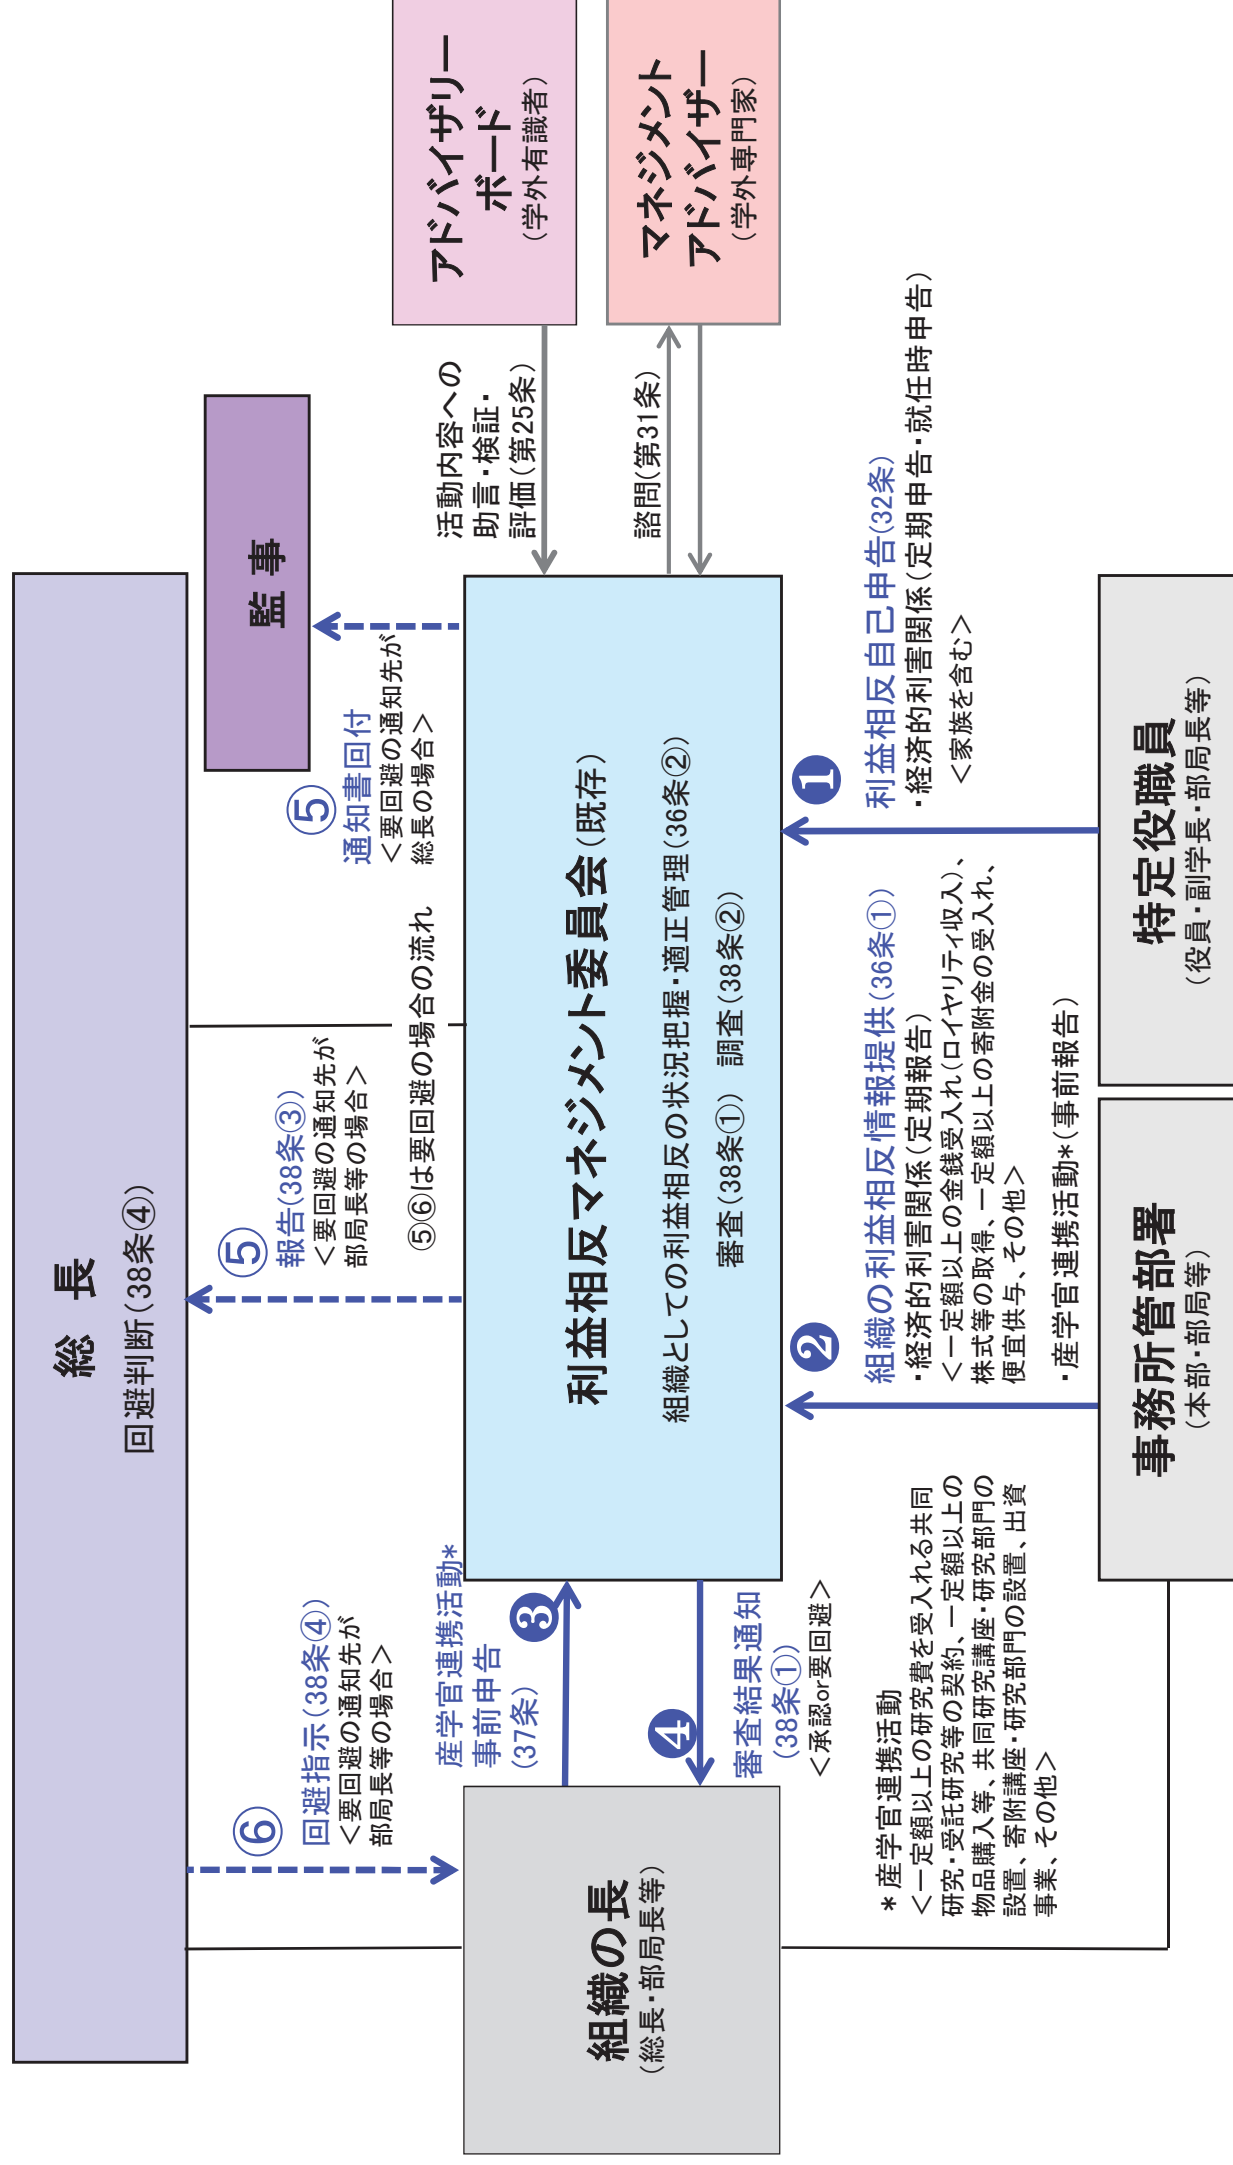 総　長
回避判断（38条④）
監 事
⑥
回避指示（38条④）
＜要回避の通知先が
部局長等の場合＞
⑤
報告（38条③）
＜要回避の通知先が
部局長等の場合＞
⑤⑥は要回避の場合の流れ
⑤
通知書回付
＜要回避の通知先が
総長の場合＞
アドバイザリー
ボード
（学外有識者）
活動内容への
助言・検証・
評価（第25条）
マネジメント
アドバイザー
（学外専門家）
諮問（第31条）
組織の長
（総長・部局長等）
産学官連携活動*
事前申告
（37条）
❸
❹
審査結果通知
（38条①）
＜承認or要回避＞
利益相反マネジメント委員会（既存）
組織としての利益相反の状況把握・適正管理（36条②）
審査（38条①）　調査（38条②）
❶
利益相反自己申告（32条）
・経済的利害関係（定期申告・就任時申告）
＜家族を含む＞
❷
組織の利益相反情報提供（36条①）
・経済的利害関係（定期報告）
＜一定額以上の金銭受入れ（ロイヤリティ収入）、
株式等の取得、一定額以上の寄附金の受入れ、
便宜供与、その他＞
・産学官連携活動*（事前報告）
* 産学官連携活動
＜一定額以上の研究費を受入れる共同
研究・受託研究等の契約、一定額以上の
物品購入等、共同研究講座・研究部門の
設置、寄附講座・研究部門の設置、出資
事業、その他＞
事務所管部署
（本部・部局等）
特定役職員
（役員・副学長・部局長等）